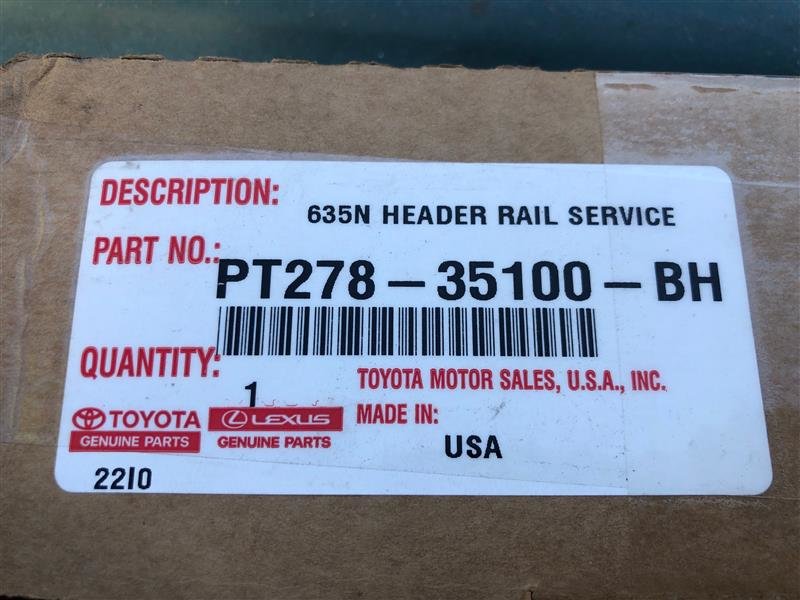 DESCRIPTION:
635N HEADER RAIL SERVICE
PART NO.:
PT278-35100-BH
QUANTITY:
1
TOYOTA MOTOR SALES, U.S.A., INC.
TOYOTA
GENUINE PARTS
LEXUS
GENUINE PARTS
MADE IN:
USA
2210